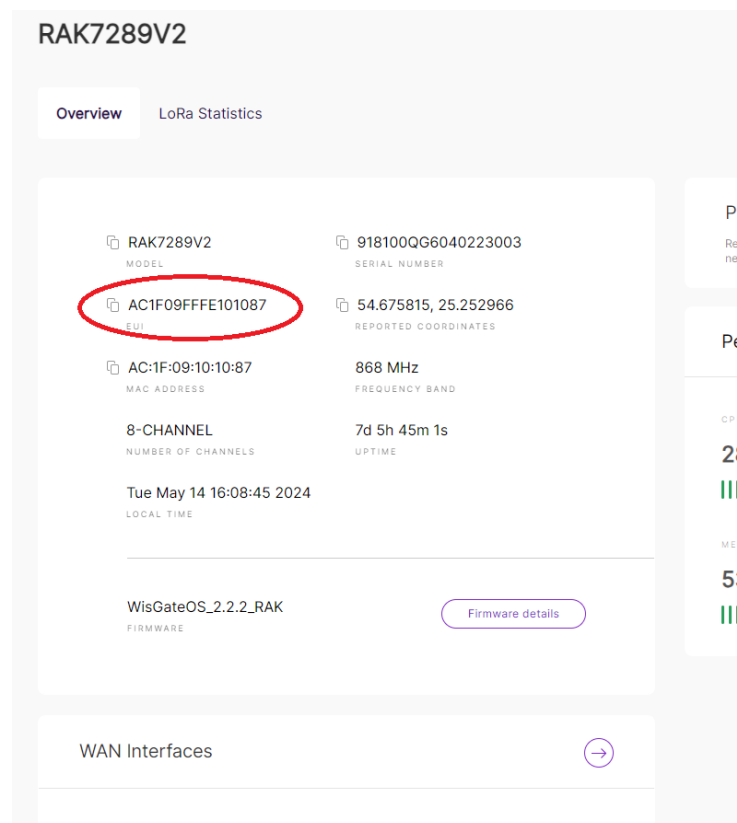 RAK7289V2
Overview LoRa Statistics
RAK7289V2 918100QG6040223003
MODEL SERIAL NUMBER
AC1F09FFFE101087 54.675815, 25.252966
EUI REPORTED COORDINATES
AC:1F:09:10:10:87 868 MHz
MAC ADDRESS FREQUENCY BAND
8-CHANNEL 7d 5h 45m 1s
NUMBER OF CHANNELS UPTIME
Tue May 14 16:08:45 2024
LOCAL TIME
WisGateOS_2.2.2_RAK Firmware details
FIRMWARE
WAN Interfaces